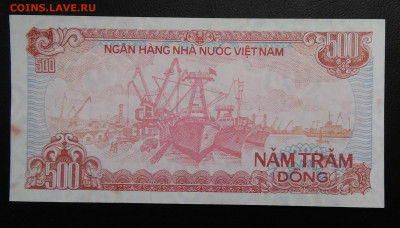 COINS.LAVE.RU
NGÂN HÀNG NHÀ NƯỚC VIỆT NAM
500
500
500
NĂM TRĂM
ĐỒNG